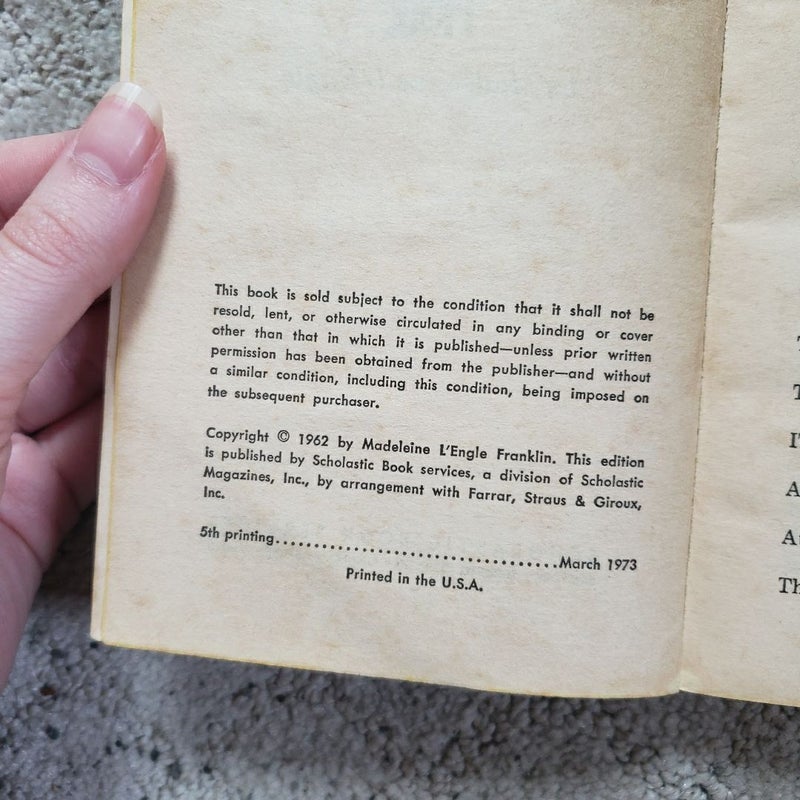 This book is sold subject to the condition that it shall not be
resold, lent, or otherwise circulated in any binding or cover
other than that in which it is published—unless prior written
permission has been obtained from the publisher—and without
a similar condition, including this condition, being imposed on
the subsequent purchaser.
Copyright © 1962 by Madeleine L'Engle Franklin. This edition
is published by Scholastic Book services, a division of Scholastic
Magazines, Inc., by arrangement with Farrar, Straus & Giroux,
Inc.
5th printing.....................................March 1973
Printed in the U.S.A.